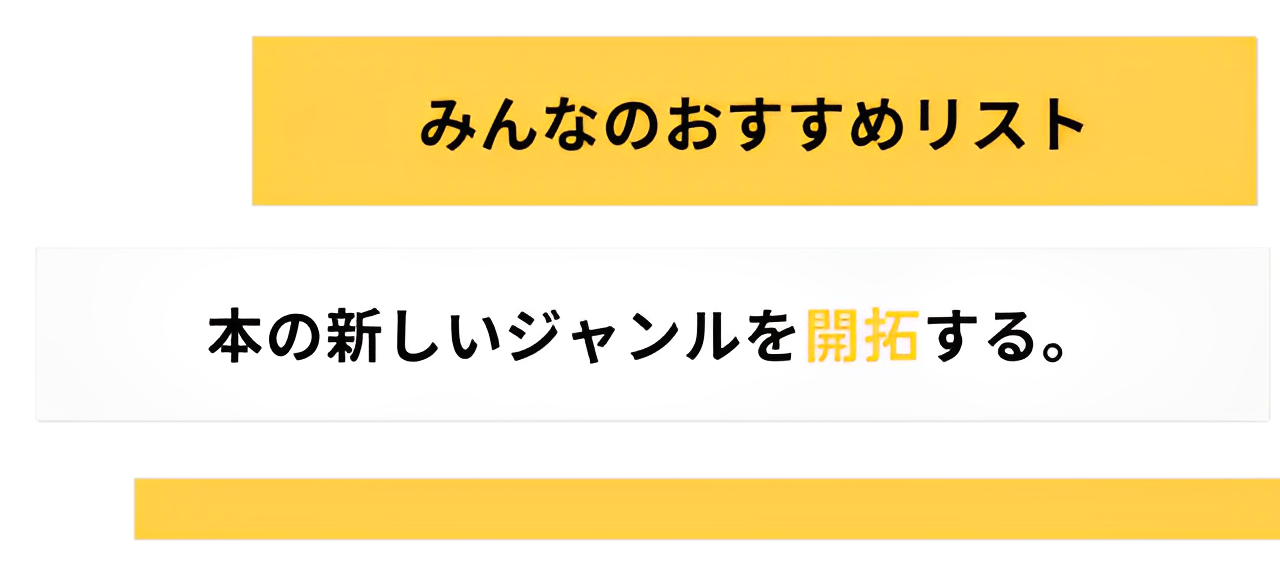 みんなのおすすめリスト
本の新しいジャンルを開拓する。